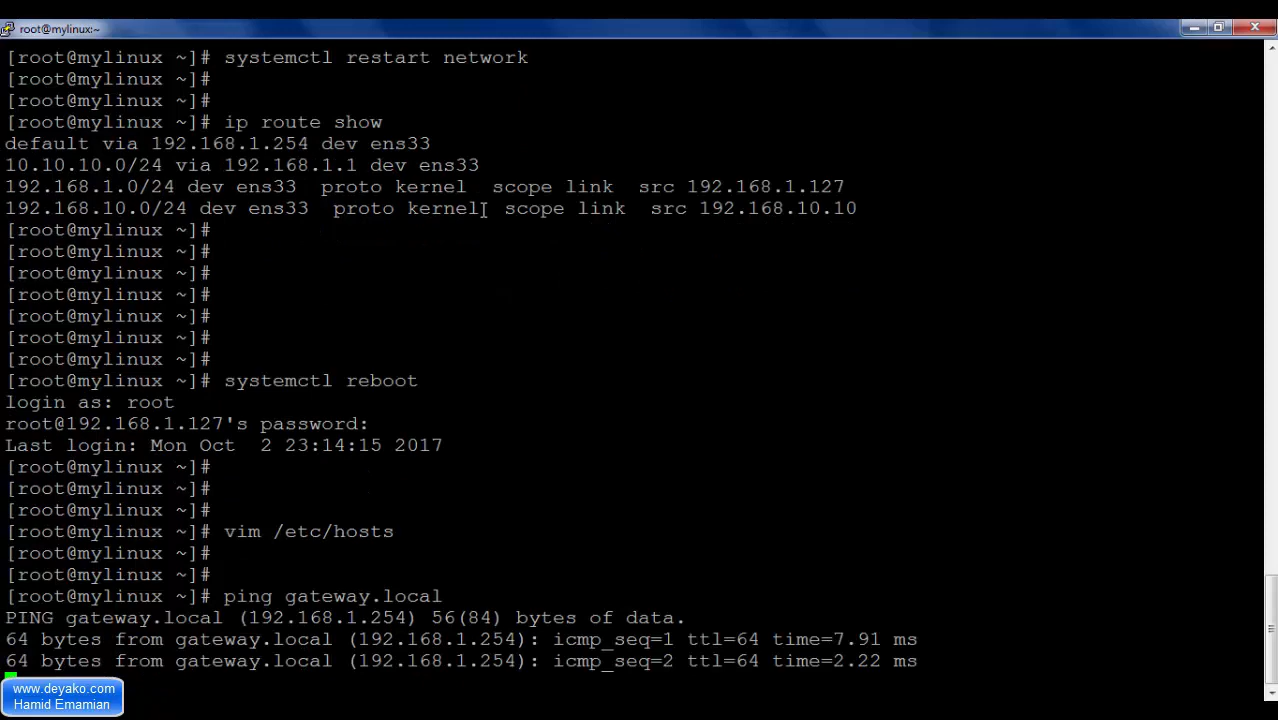 root@mylinux:~
[root@mylinux ~]# systemctl restart network
[root@mylinux ~]#
[root@mylinux ~]#
[root@mylinux ~]# ip route show
default via 192.168.1.254 dev ens33
10.10.10.0/24 via 192.168.1.1 dev ens33
192.168.1.0/24 dev ens33  proto kernel  scope link  src 192.168.1.127
192.168.10.0/24 dev ens33  proto kernel  scope link  src 192.168.10.10
[root@mylinux ~]#
[root@mylinux ~]#
[root@mylinux ~]#
[root@mylinux ~]#
[root@mylinux ~]#
[root@mylinux ~]#
[root@mylinux ~]#
[root@mylinux ~]# systemctl reboot
login as: root
root@192.168.1.127's password:
Last login: Mon Oct  2 23:14:15 2017
[root@mylinux ~]#
[root@mylinux ~]#
[root@mylinux ~]#
[root@mylinux ~]# vim /etc/hosts
[root@mylinux ~]#
[root@mylinux ~]#
[root@mylinux ~]# ping gateway.local
PING gateway.local (192.168.1.254) 56(84) bytes of data.
64 bytes from gateway.local (192.168.1.254): icmp_seq=1 ttl=64 time=7.91 ms
64 bytes from gateway.local (192.168.1.254): icmp_seq=2 ttl=64 time=2.22 ms
www.deyako.com
Hamid Emamian